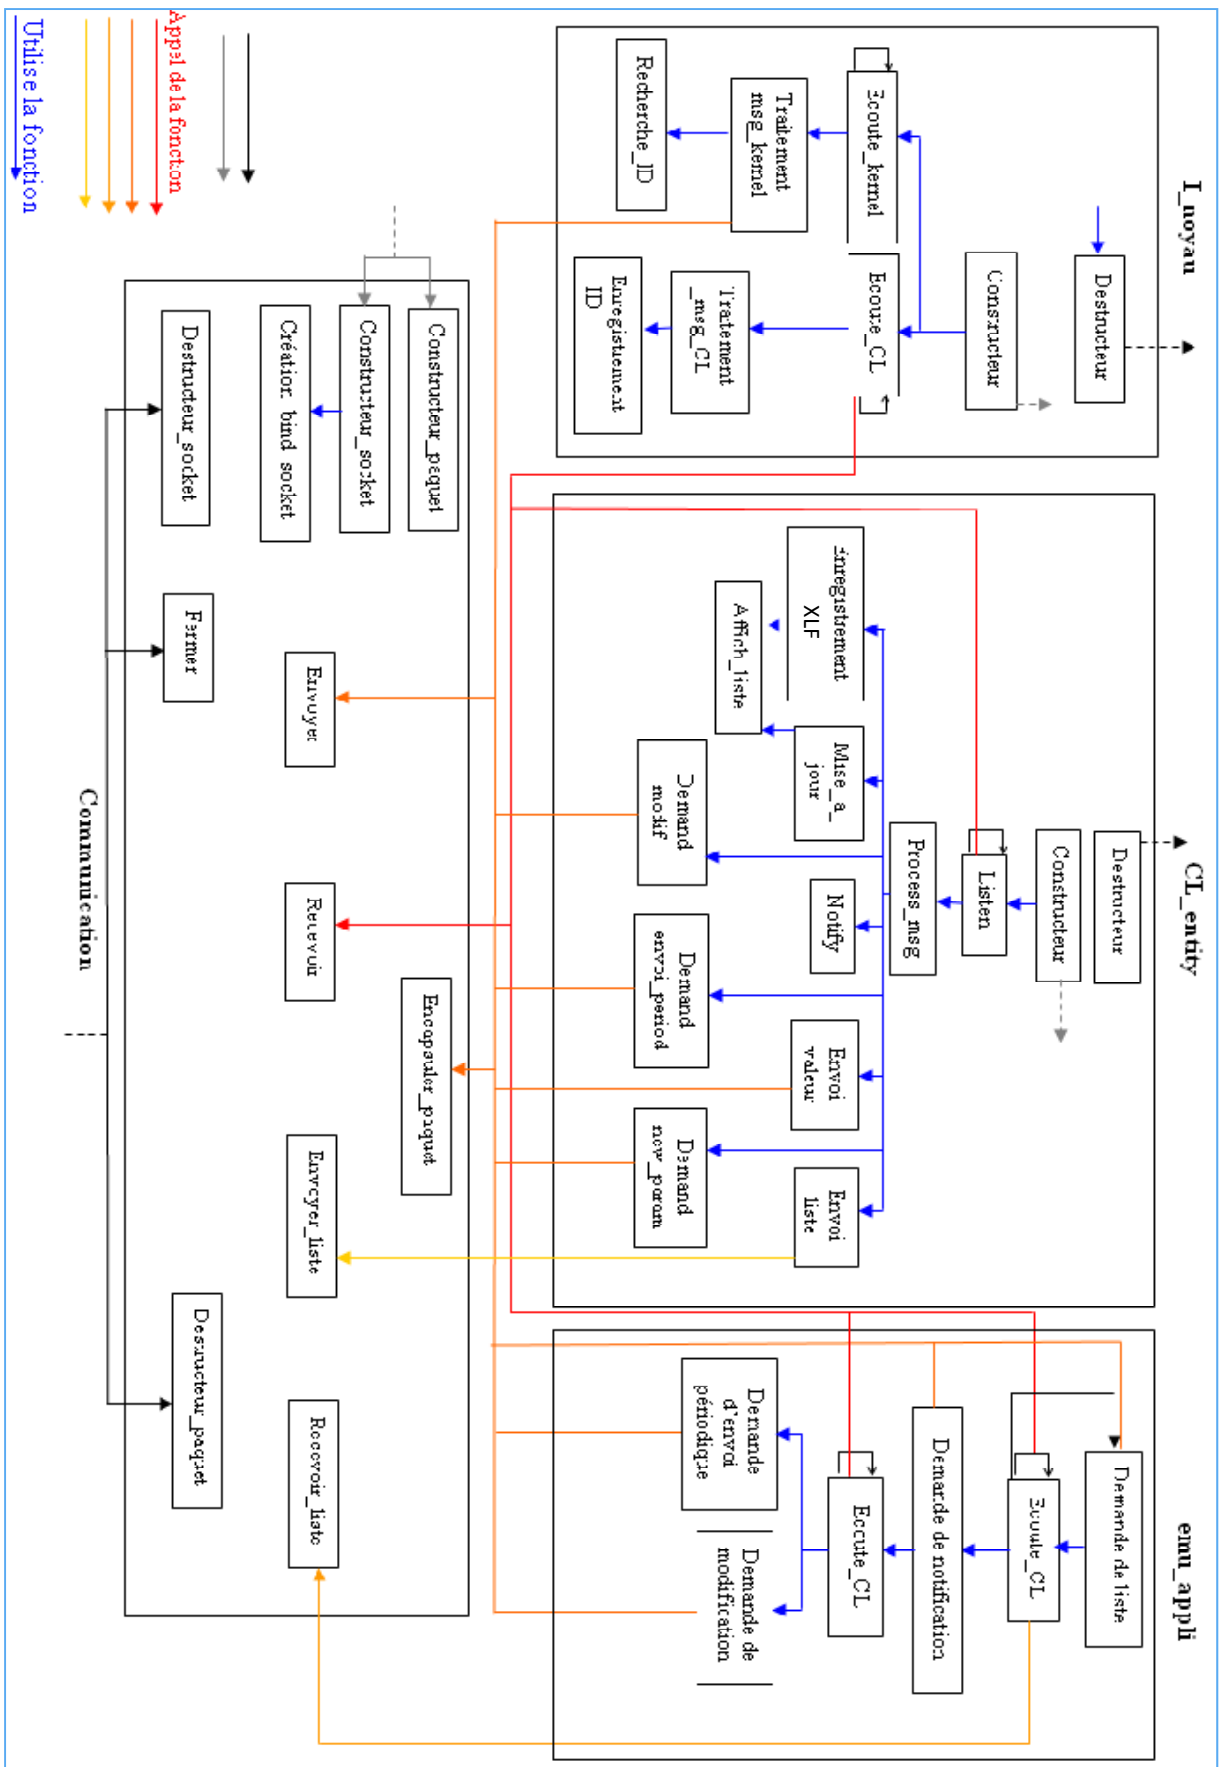 I_noyau
Destructeur
Constructeur
Ecoute_kernel
Ecoute_CL
Traitement
msg_kernel
Traitement
_msg_CL
Recherche_ID
Enregistrement
ID
CL_entity
Destructeur
Constructeur
Listen
Process_msg
Enregistrement
XLF
Mise_a_
jour
Affich_liste
Demand
modif
Notify
Demand
envoi_period
Envoi
valeur
Demand
new_param
Envoi
liste
emu_appli
Demande de liste
Ecoute_CL
Demande de notification
Ecoute_CL
Demande
d'envoi
périodique
Demande de
modification
Constructeur_paquet
Constructeur_socket
Création bind socket
Destructeur_socket
Fermer
Envoyer
Recevoir
Encapsuler_paquet
Envoyer_liste
Destructeur_paquet
Recevoir_liste
Communication
Appel de la fonction
Utilise la fonction